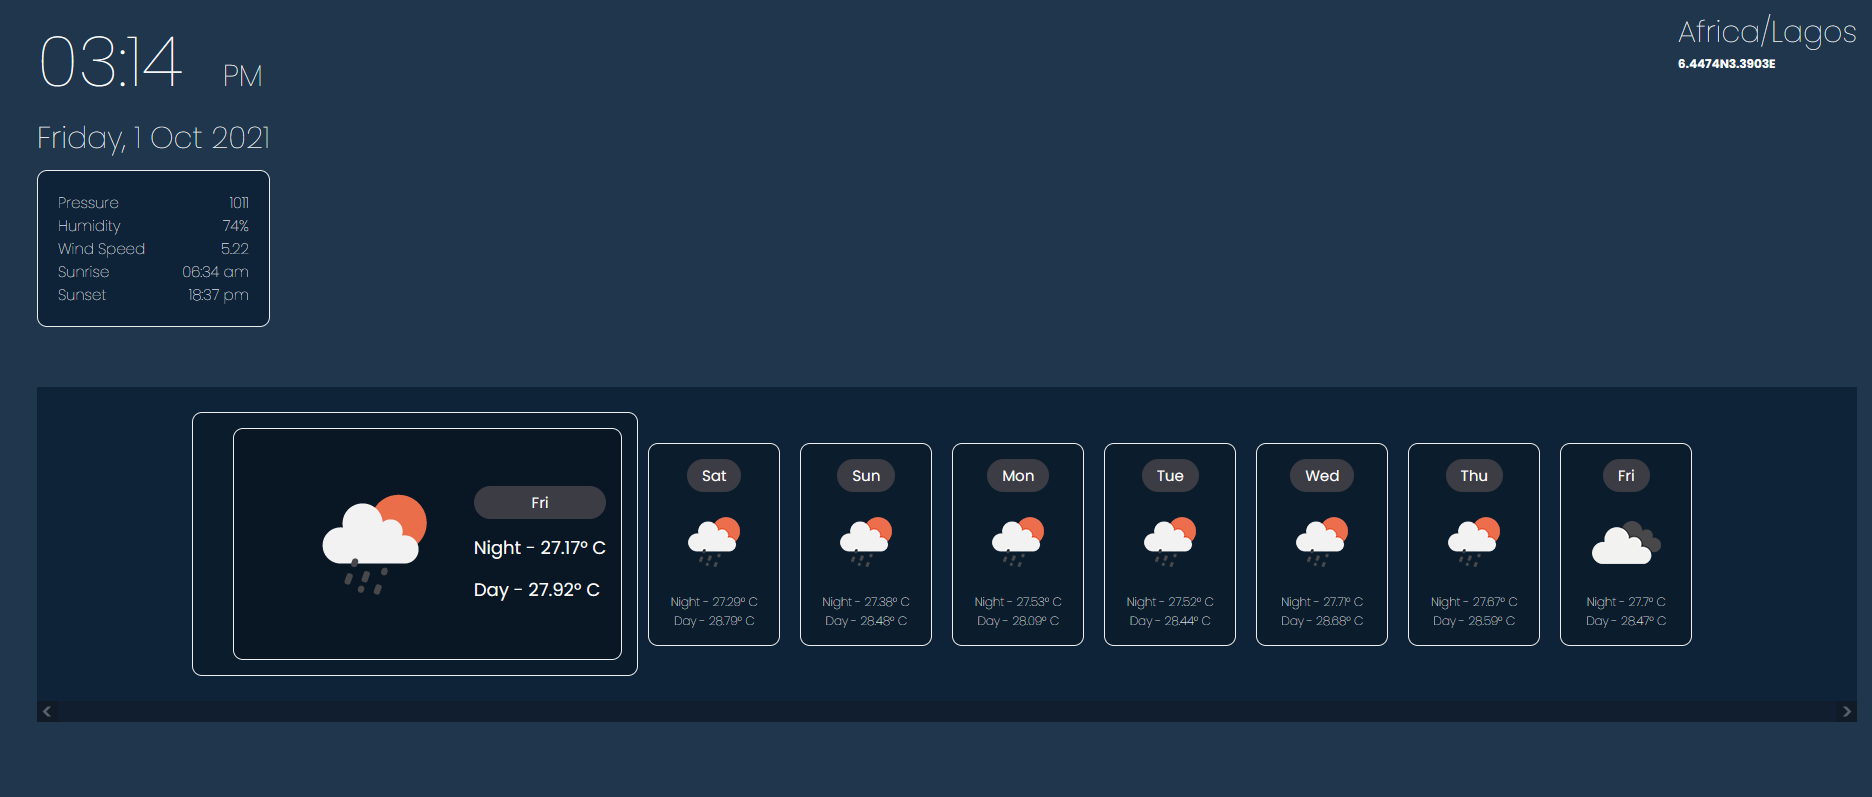 03:14 PM
Africa/Lagos
6.4474N3.3903E
Friday, 1 Oct 2021
Pressure 1011
Humidity 74%
Wind Speed 5.22
Sunrise 06:34 am
Sunset 18:37 pm
Fri
Night - 27.17° C
Day - 27.92° C
Sat
Night - 27.29° C
Day - 28.79° C
Sun
Night - 27.38° C
Day - 28.48° C
Mon
Night - 27.53° C
Day - 28.09° C
Tue
Night - 27.52° C
Day - 28.44° C
Wed
Night - 27.71° C
Day - 28.68° C
Thu
Night - 27.67° C
Day - 28.59° C
Fri
Night - 27.7° C
Day - 28.47° C